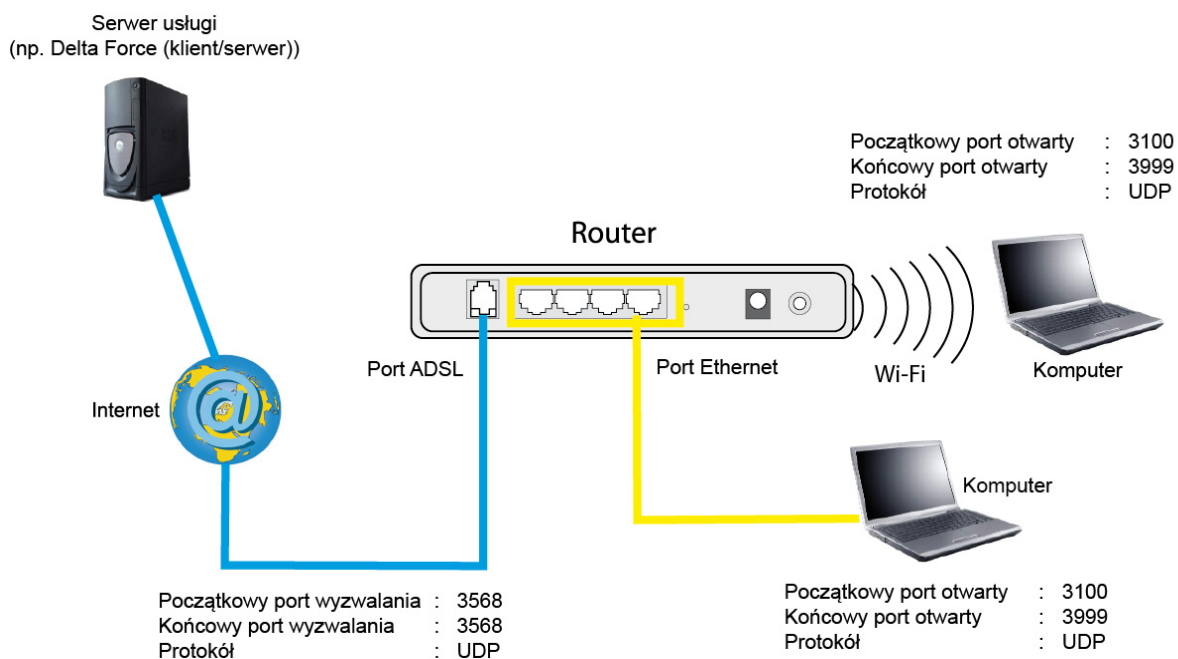 Serwer usługi
(np. Delta Force (klient/serwer))
Początkowy port otwarty : 3100
Końcowy port otwarty : 3999
Protokół : UDP
Router
Port ADSL
Port Ethernet
Wi-Fi
Komputer
Internet
@
Komputer
Początkowy port wyzwalania : 3568
Końcowy port wyzwalania : 3568
Protokół : UDP
Początkowy port otwarty : 3100
Końcowy port otwarty : 3999
Protokół : UDP